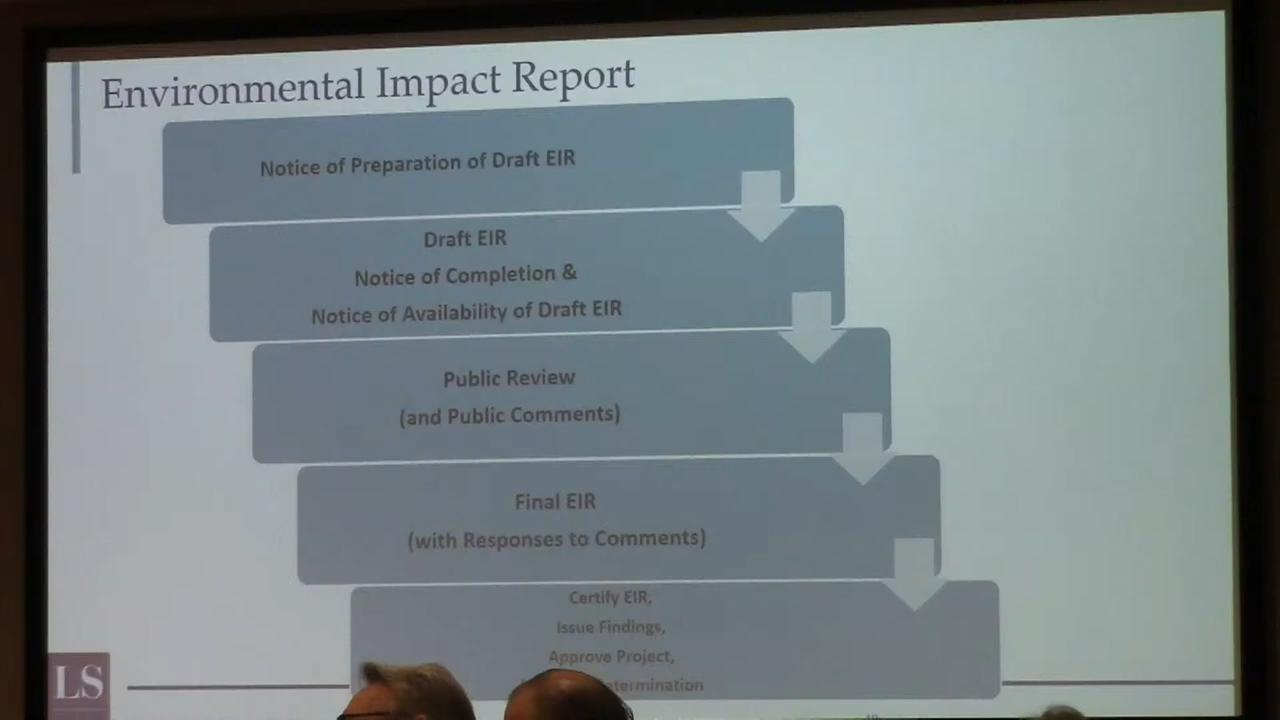 Environmental Impact Report
Notice of Preparation of Draft EIR
Draft EIR
Notice of Completion &
Notice of Availability of Draft EIR
Public Review
(and Public Comments)
Final EIR
(with Responses to Comments)
Certify EIR,
Issue Findings,
Approve Project,
LS